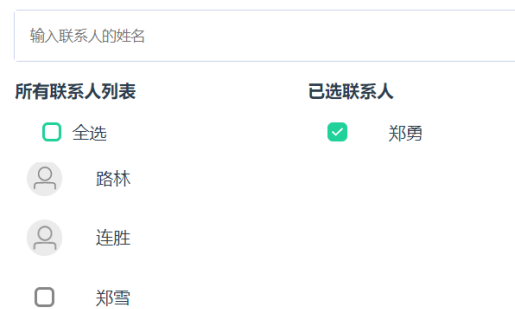 输入联系人的姓名
所有联系人列表
已选联系人
全选
郑勇
路林
连胜
郑雪